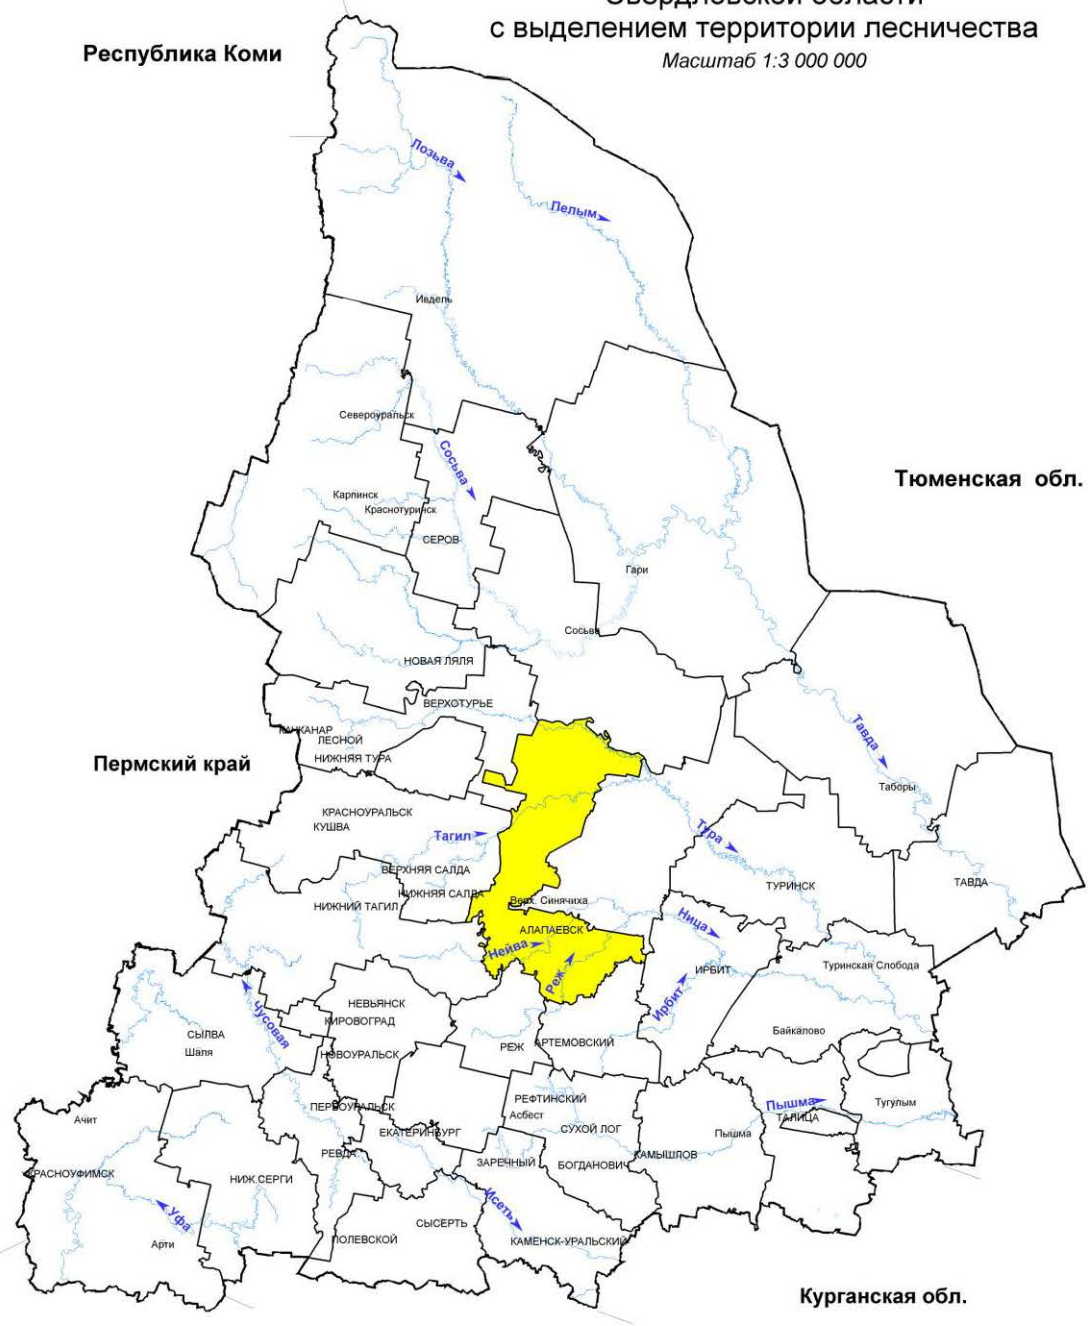 Свердловской области
с выделением территории лесничества
Масштаб 1:3 000 000
Республика Коми
Лозьва
Пелым
Ивдель
Североуральск
Сосьва
Тюменская обл.
Карпинск
Краснотуринск
СЕРОВ
Гари
Сосьва
НОВАЯ ЛЯЛЯ
ВЕРХОТУРЬЕ
КАЧКАНАР
ЛЕСНОЙ
НИЖНЯЯ ТУРА
Пермский край
Тавда
Таборы
КРАСНОУРАЛЬСК
КУШВА
Тагил
Тура
ВЕРХНЯЯ САЛДА
НИЖНЯЯ САЛДА
ТУРИНСК
ТАВДА
НИЖНИЙ ТАГИЛ
Верх. Синячиха
Ница
АЛАПАЕВСК
Нейва
Реж
ИРБИТ
Туринская Слобода
Ирбит
НЕВЬЯНСК
КИРОВОГРАД
Чусовая
СЫЛВА
Шаля
Байкалово
НОВОУРАЛЬСК
РЕЖ
АРТЕМОВСКИЙ
РЕФТИНСКИЙ
Асбест
ПЕРВОУРАЛЬСК
Пышма
Тугулым
ТАЛИЦА
Ачит
ЕКАТЕРИНБУРГ
СУХОЙ ЛОГ
Пышма
РЕВДА
ЗАРЕЧНЫЙ
БОГДАНОВИЧ
КАМЫШЛОВ
КРАСНОУФИМСК
НИЖ.СЕРГИ
Уфа
Исеть
СЫСЕРТЬ
Арти
ПОЛЕВСКОЙ
КАМЕНСК-УРАЛЬСКИЙ
Курганская обл.